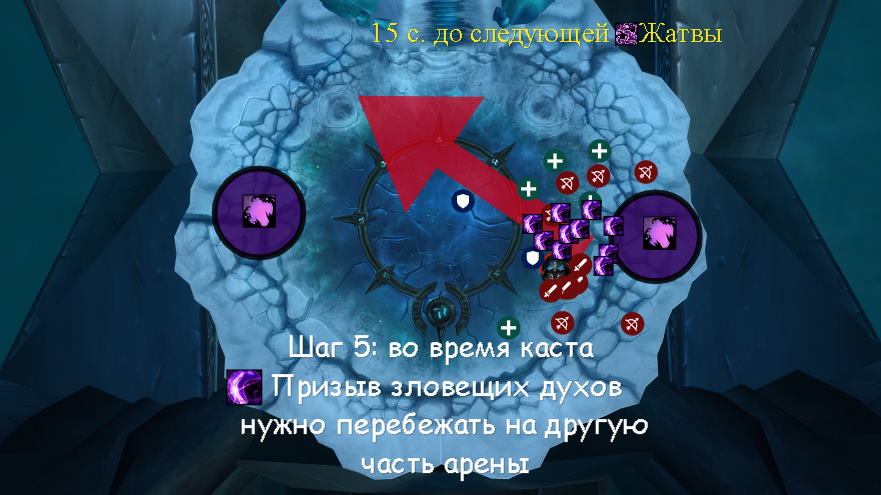 15 с. до следующей Жатвы
Шаг 5: во время каста
Призыв зловещих духов
нужно перебежать на другую
часть арены